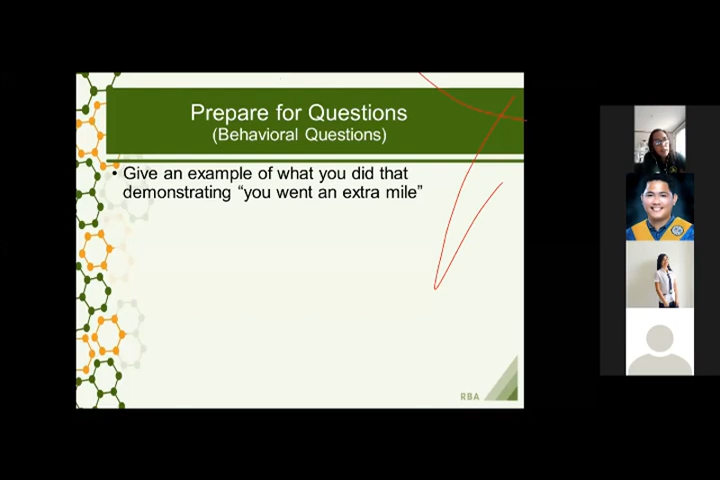 Prepare for Questions
(Behavioral Questions)
• Give an example of what you did that
demonstrating “you went an extra mile”
RBA